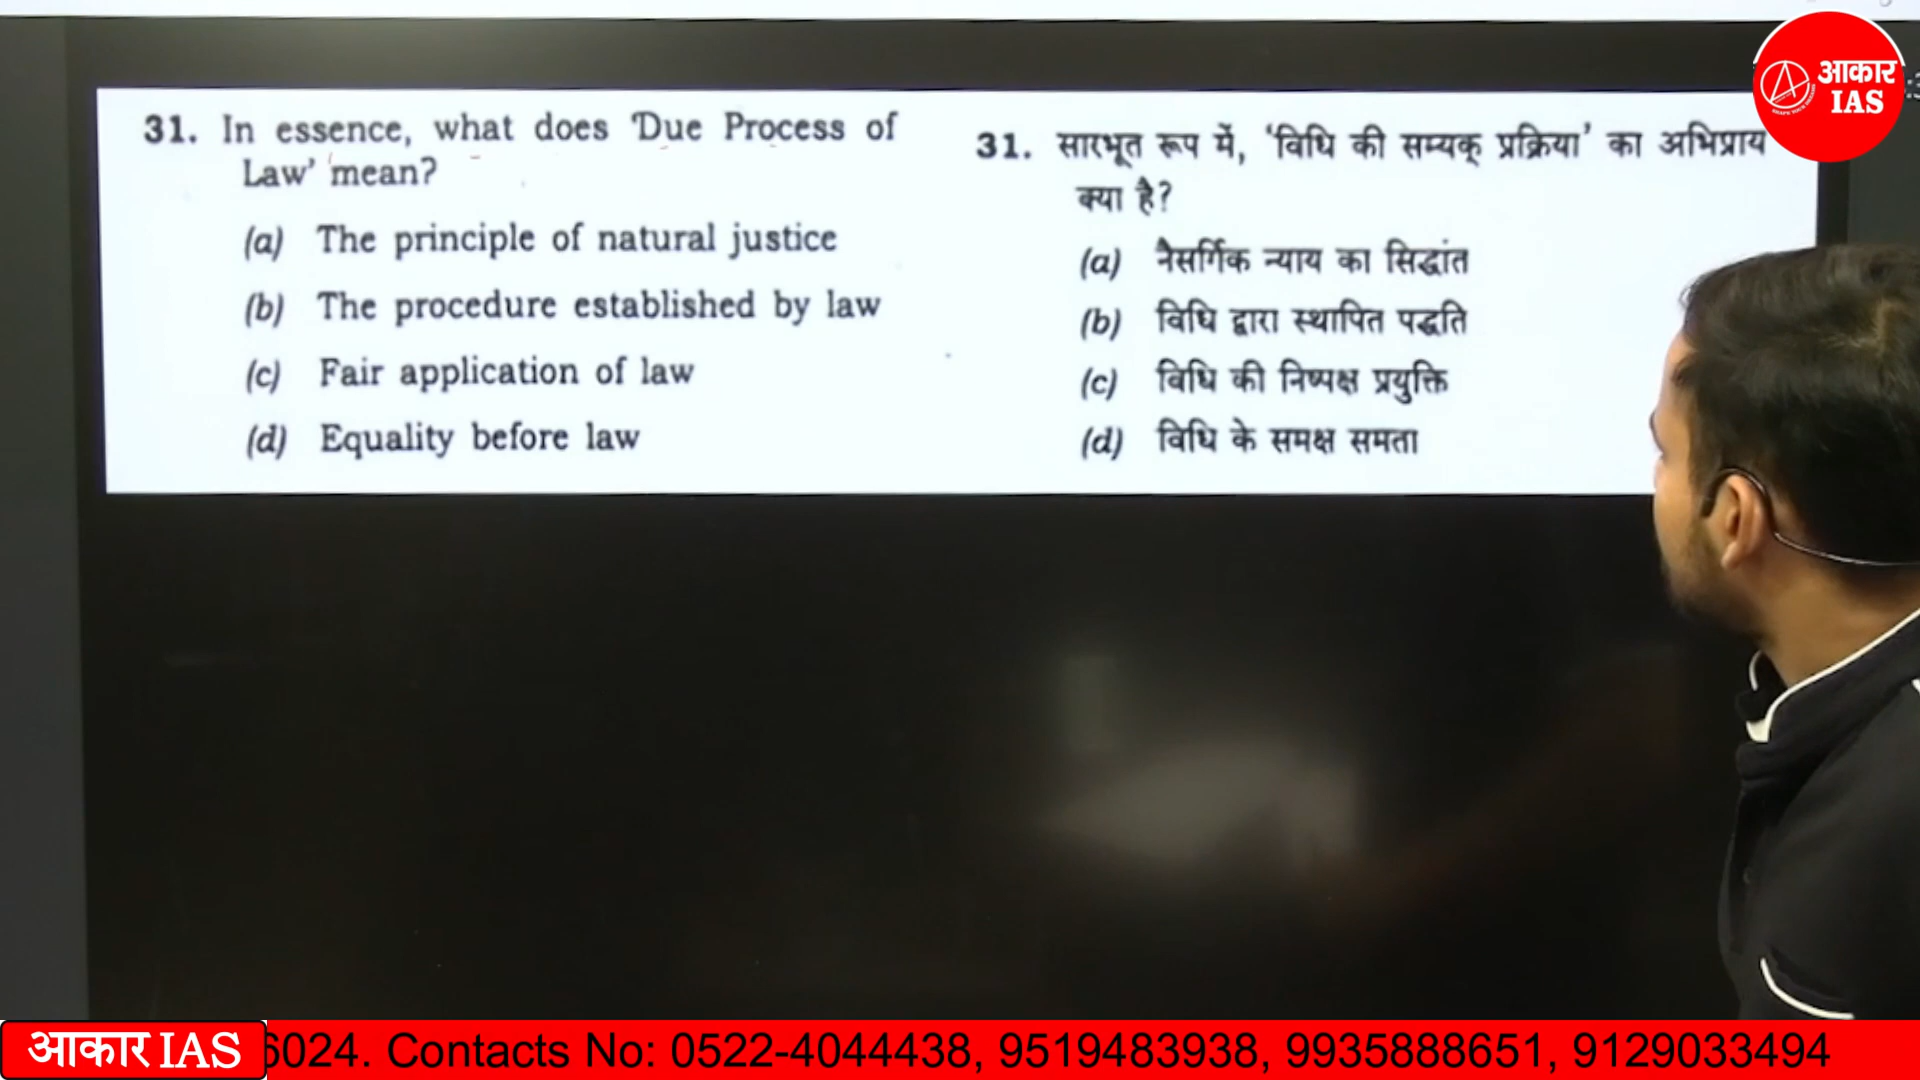 31. In essence, what does 'Due Process of
Law' mean?
(a) The principle of natural justice
(b) The procedure established by law
(c) Fair application of law
(d) Equality before law
31. सारभूत रूप में, ‘विधि की सम्यक् प्रक्रिया’ का अभिप्राय
क्या है?
(a) नैसर्गिक न्याय का सिद्धांत
(b) विधि द्वारा स्थापित पद्धति
(c) विधि की निष्पक्ष प्रयुक्ति
(d) विधि के समक्ष समता
आकार
IAS
आकार IAS 6024. Contacts No: 0522-4044438, 9519483938, 9935888651, 9129033494